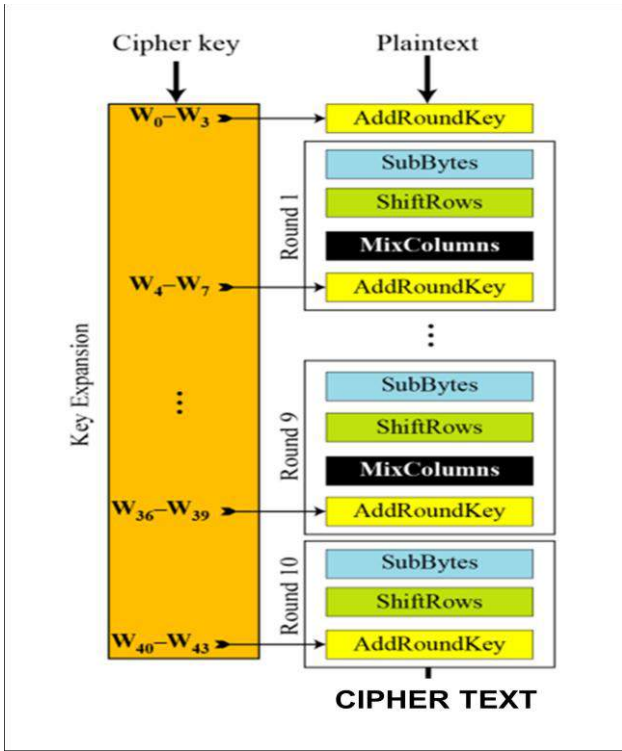 Cipher key
Plaintext
W0–W3
AddRoundKey
Round 1
SubBytes
ShiftRows
MixColumns
W4–W7
AddRoundKey
Key Expansion
⋮
⋮
Round 9
SubBytes
ShiftRows
MixColumns
W36–W39
AddRoundKey
Round 10
SubBytes
ShiftRows
W40–W43
AddRoundKey
CIPHER TEXT